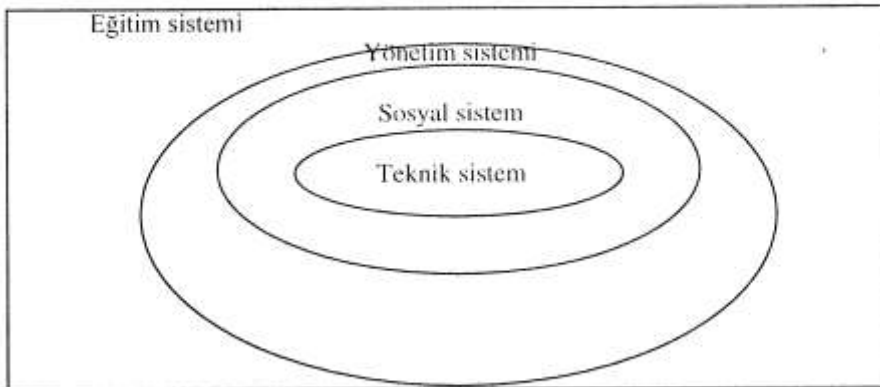 Eğitim sistemi
Yönetim sistemi
Sosyal sistem
Teknik sistem